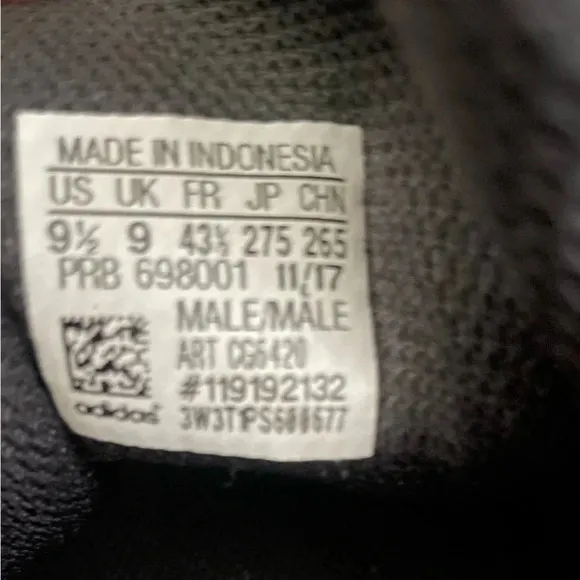 MADE IN INDONESIA
US UK FR JP CHN
9½ 9 43⅓ 275 265
PRB 698001 11/17
MALE/MALE
ART CG6420
#119192132
adidas